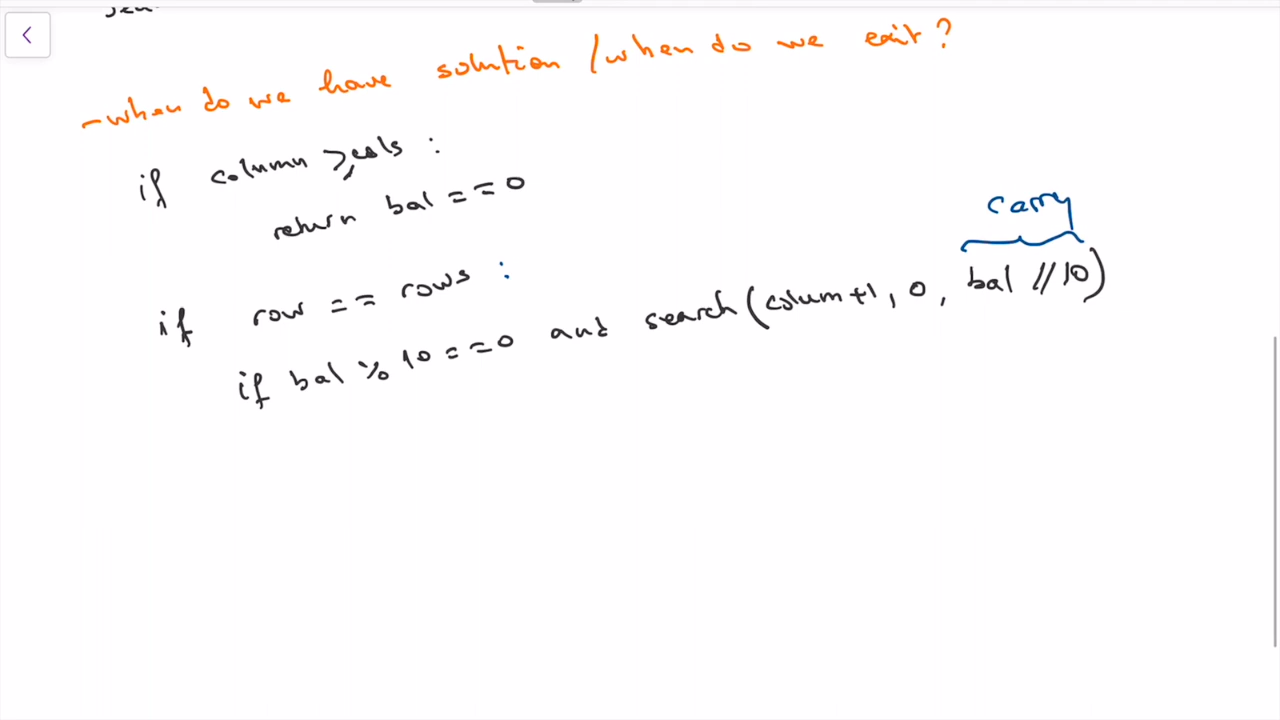 - when do we have solution / when do we exit?
if column >, cols :
return bal == 0
carry
if row == rows :
if bal % 10 == 0 and search(colum+1, 0, bal // 10)